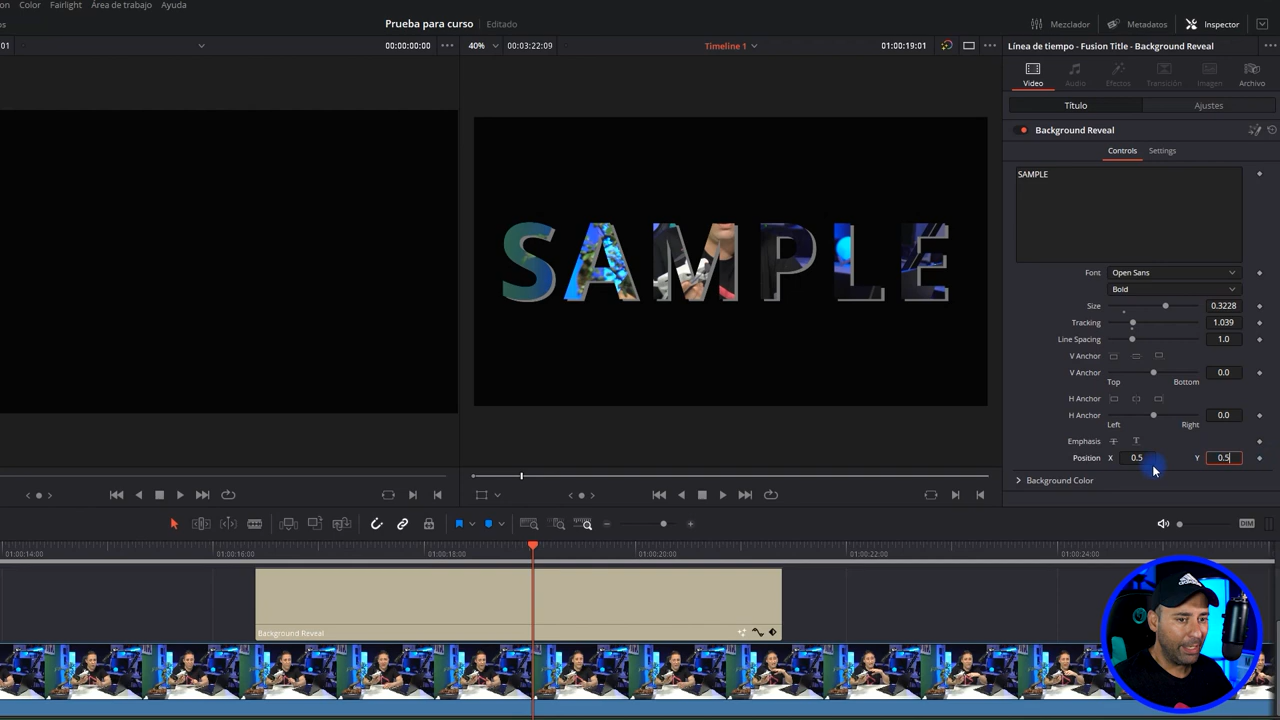 on Color Fairlight Área de trabajo Ayuda
Prueba para curso Editado
Mezclador Metadatos Inspector
01 00:00:00:00 40% 00:03:22:09 Timeline 1 01:00:19:01
Línea de tiempo - Fusion Title - Background Reveal
Video Audio Efectos Transición Imagen Archivo
Título Ajustes
Background Reveal
Controls Settings
SAMPLE
SAMPLE
Font Open Sans
Bold
Size 0.3228
Tracking 1.039
Line Spacing 1.0
V Anchor
V Anchor 0.0
Top Bottom
H Anchor
H Anchor 0.0
Left Right
Emphasis T T
Position X 0.5 Y 0.5
Background Color
DIM
01:00:14:00 01:00:16:00 01:00:18:00 01:00:20:00 01:00:22:00 01:00:24:00
Background Reveal
adidas